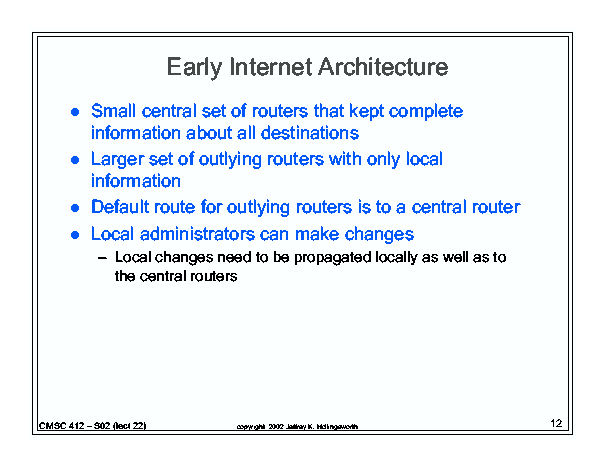 Early Internet Architecture
● Small central set of routers that kept complete
information about all destinations
● Larger set of outlying routers with only local
information
● Default route for outlying routers is to a central router
● Local administrators can make changes
– Local changes need to be propagated locally as well as to
the central routers
CMSC 412 – S02 (lect 22)
copyright 2002 Jeffrey K. Hollingsworth
12